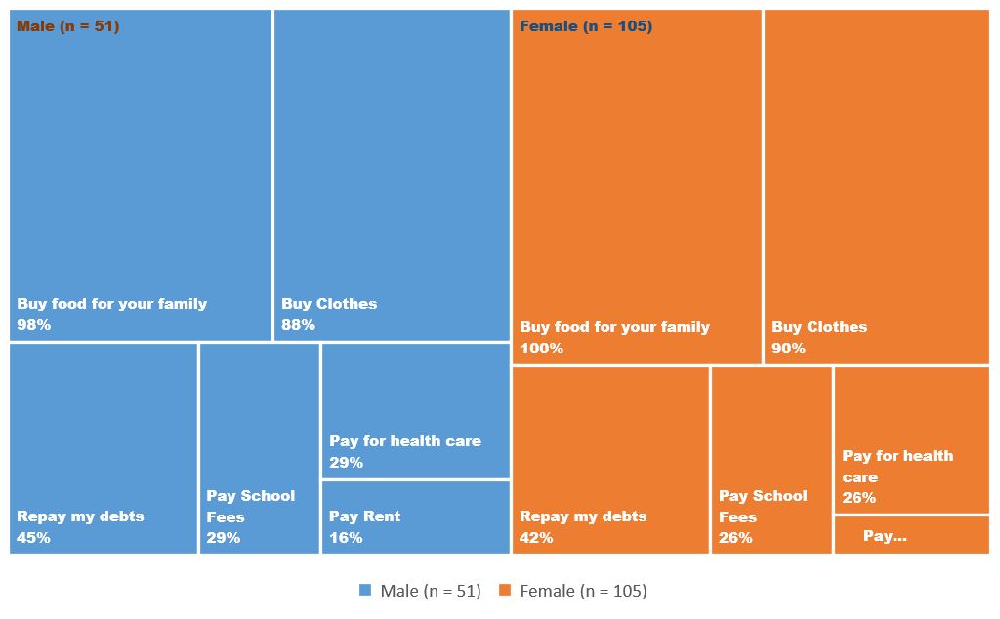 Male (n = 51)
Buy food for your family
98%
Buy Clothes
88%
Repay my debts
45%
Pay School
Fees
29%
Pay for health care
29%
Pay Rent
16%
Female (n = 105)
Buy food for your family
100%
Buy Clothes
90%
Repay my debts
42%
Pay School
Fees
26%
Pay for health
care
26%
Pay...
Male (n = 51)
Female (n = 105)